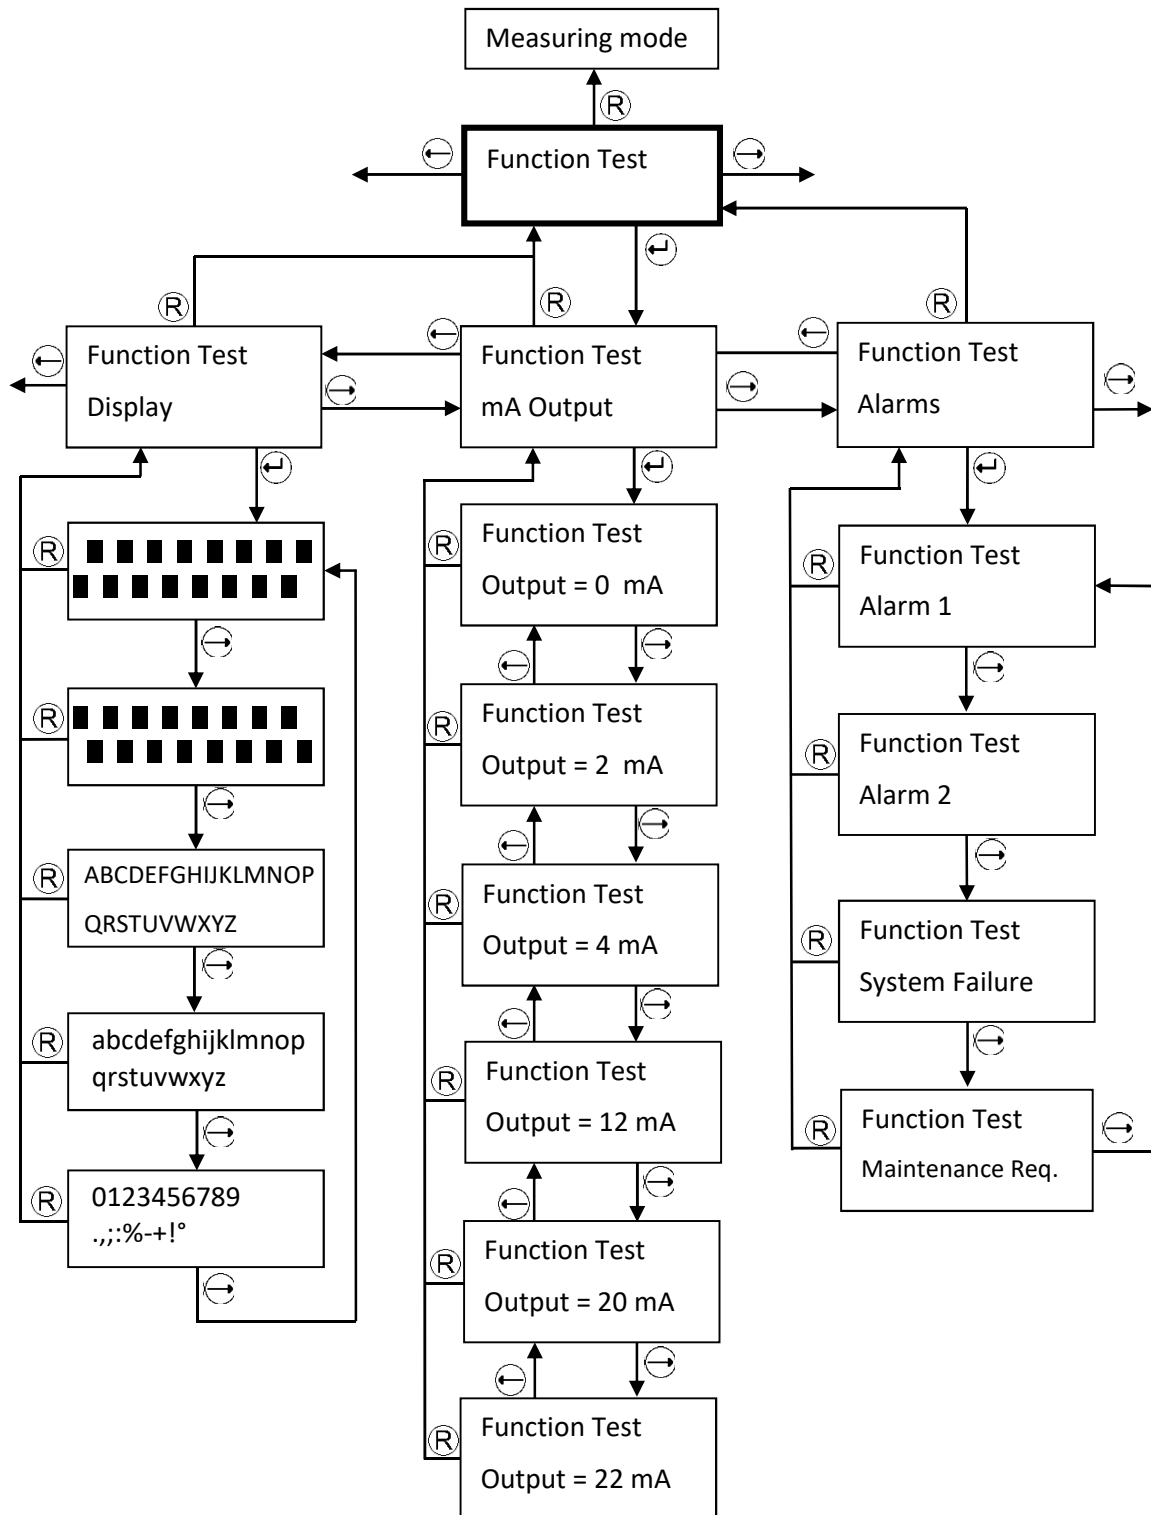 Measuring mode
R
Function Test
R
R
R
Function Test
Display
Function Test
mA Output
Function Test
Alarms
R
R
R
Function Test
Output = 0  mA
Function Test
Alarm 1
R
R
R
Function Test
Output = 2  mA
Function Test
Alarm 2
R
ABCDEFGHIJKLMNOP
QRSTUVWXYZ
R
Function Test
Output = 4 mA
R
Function Test
System Failure
R
abcdefghijklmnop
qrstuvwxyz
R
Function Test
Output = 12 mA
R
Function Test
Maintenance Req.
R
0123456789
.,;:%-+!°
R
Function Test
Output = 20 mA
R
Function Test
Output = 22 mA